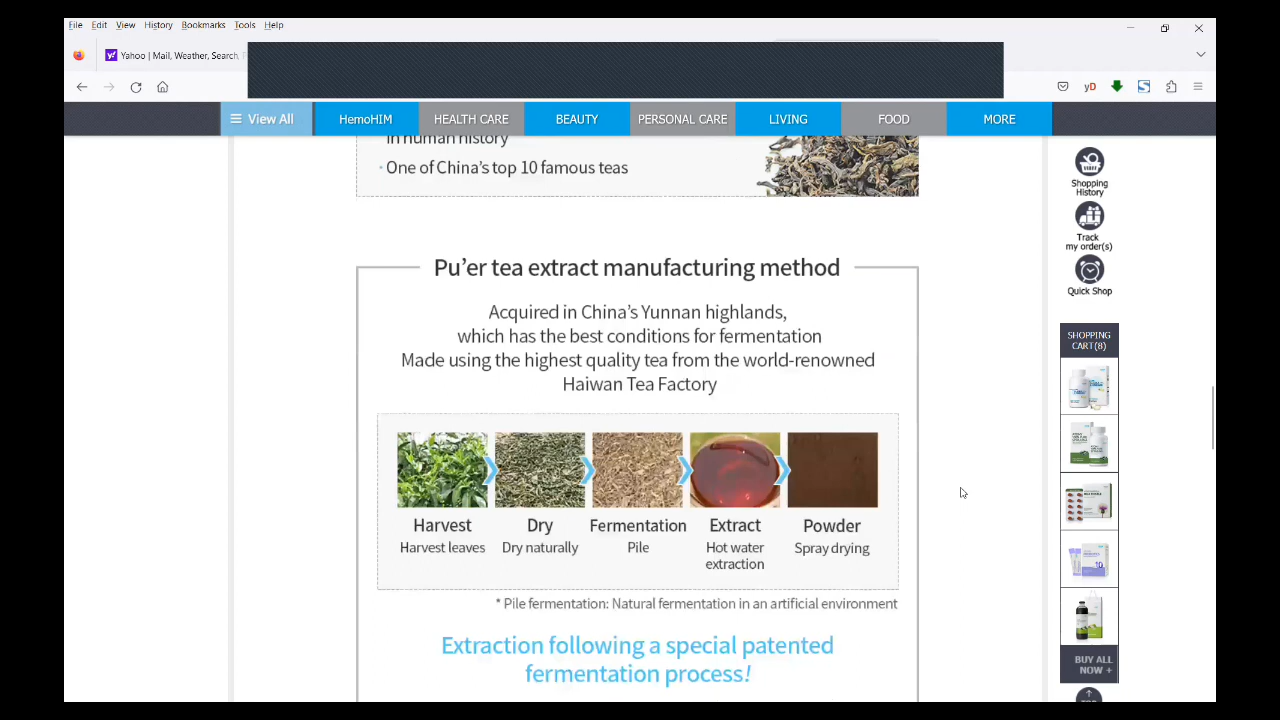 File Edit View History Bookmarks Tools Help
Yahoo | Mail, Weather, Search,
yD
View All HemoHIM HEALTH CARE BEAUTY PERSONAL CARE LIVING FOOD MORE
in human history
· One of China's top 10 famous teas
Shopping
History
Track
my order(s)
Quick Shop
SHOPPING
CART(8)
Pu'er tea extract manufacturing method
Acquired in China's Yunnan highlands,
which has the best conditions for fermentation
Made using the highest quality tea from the world-renowned
Haiwan Tea Factory
Harvest Dry Fermentation Extract Powder
Harvest leaves Dry naturally Pile Hot water Spray drying
extraction
* Pile fermentation: Natural fermentation in an artificial environment
Extraction following a special patented
fermentation process!
10
BUY ALL
NOW +